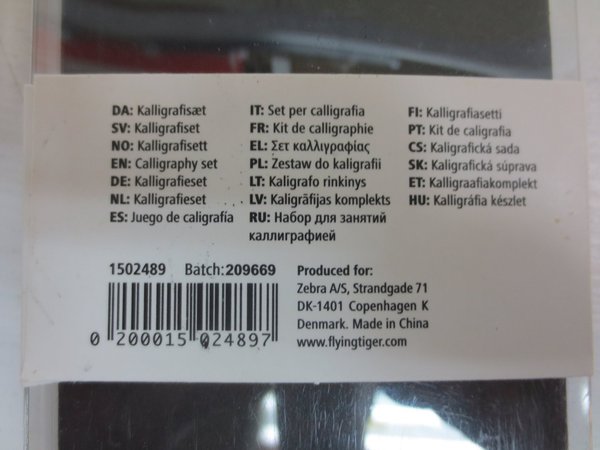 DA: Kalligrafisæt
SV: Kalligrafiset
NO: Kalligrafisett
EN: Calligraphy set
DE: Kalligrafieset
NL: Kalligrafieset
ES: Juego de caligrafía
IT: Set per calligrafia
FR: Kit de calligraphie
EL: Σετ καλλιγραφίας
PL: Zestaw do kaligrafii
LT: Kaligrafo rinkinys
LV: Kaligrāfijas komplekts
RU: Набор для занятий
каллиграфией
FI: Kalligrafiasetti
PT: Kit de caligrafia
CS: Kaligrafická sada
SK: Kaligrafická súprava
ET: Kalligraafiakomplekt
HU: Kalligráfia készlet
1502489 Batch:209669
0 200015 024897
Produced for:
Zebra A/S, Strandgade 71
DK-1401 Copenhagen K
Denmark. Made in China
www.flyingtiger.com